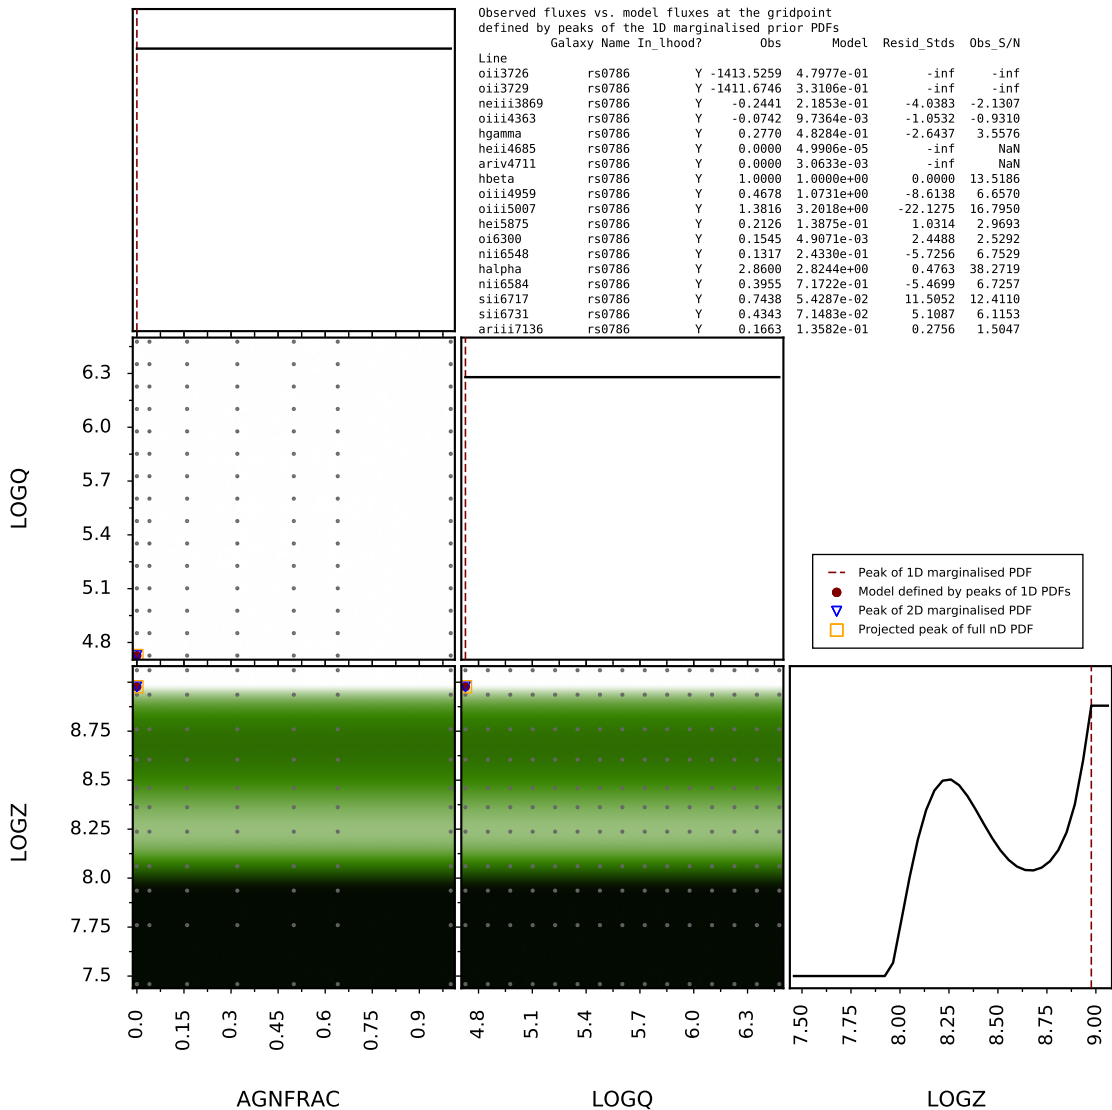 Observed fluxes vs. model fluxes at the gridpoint
defined by peaks of the 1D marginalised prior PDFs
Galaxy Name In_lhood? Obs Model Resid_Stds Obs_S/N
Line
oii3726 rs0786 Y -1413.5259 4.7977e-01 -inf -inf
oii3729 rs0786 Y -1411.6746 3.3106e-01 -inf -inf
neiii3869 rs0786 Y -0.2441 2.1853e-01 -4.0383 -2.1307
oiii4363 rs0786 Y -0.0742 9.7364e-03 -1.0532 -0.9310
hgamma rs0786 Y 0.2770 4.8284e-01 -2.6437 3.5576
heii4685 rs0786 Y 0.0000 4.9906e-05 -inf NaN
ariv4711 rs0786 Y 0.0000 3.0633e-03 -inf NaN
hbeta rs0786 Y 1.0000 1.0000e+00 0.0000 13.5186
oiii4959 rs0786 Y 0.4678 1.0731e+00 -8.6138 6.6570
oiii5007 rs0786 Y 1.3816 3.2018e+00 -22.1275 16.7950
hei5875 rs0786 Y 0.2126 1.3875e-01 1.0314 2.9693
oi6300 rs0786 Y 0.1545 4.9071e-03 2.4488 2.5292
nii6548 rs0786 Y 0.1317 2.4330e-01 -5.7256 6.7529
halpha rs0786 Y 2.8600 2.8244e+00 0.4763 38.2719
nii6584 rs0786 Y 0.3955 7.1722e-01 -5.4699 6.7257
sii6717 rs0786 Y 0.7438 5.4287e-02 11.5052 12.4110
sii6731 rs0786 Y 0.4343 7.1483e-02 5.1087 6.1153
ariii7136 rs0786 Y 0.1663 1.3582e-01 0.2756 1.5047
LOGQ
6.3
6.0
5.7
5.4
5.1
4.8
Peak of 1D marginalised PDF
Model defined by peaks of 1D PDFs
Peak of 2D marginalised PDF
Projected peak of full nD PDF
LOGZ
8.75
8.5
8.25
8.0
7.75
7.5
0.0 0.15 0.3 0.45 0.6 0.75 0.9
4.8 5.1 5.4 5.7 6.0 6.3
7.50 7.75 8.00 8.25 8.50 8.75 9.00
AGNFRAC LOGQ LOGZ